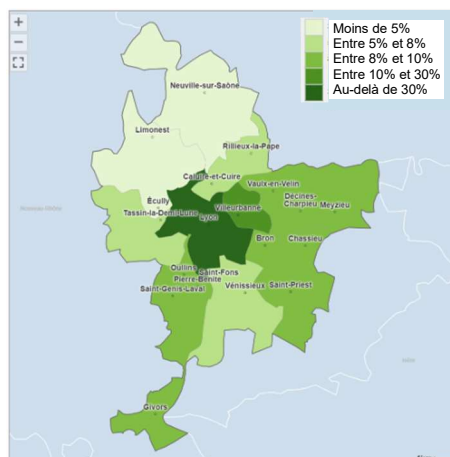 +
−
Moins de 5%
Entre 5% et 8%
Entre 8% et 10%
Entre 10% et 30%
Au-delà de 30%
Neuville-sur-Saône
Limonest
Rillieux-la-Pape
Caluire-et-Cuire
Vaulx-en-Velin
Écully
Décines-
Charpieu
Meyzieu
Villeurbanne
Tassin-la-Demi-Lune
Lyon
Bron
Chassieu
Oullins
Saint-Fons
Pierre-Bénite
Saint-Genis-Laval
Vénissieux
Saint-Priest
Givors